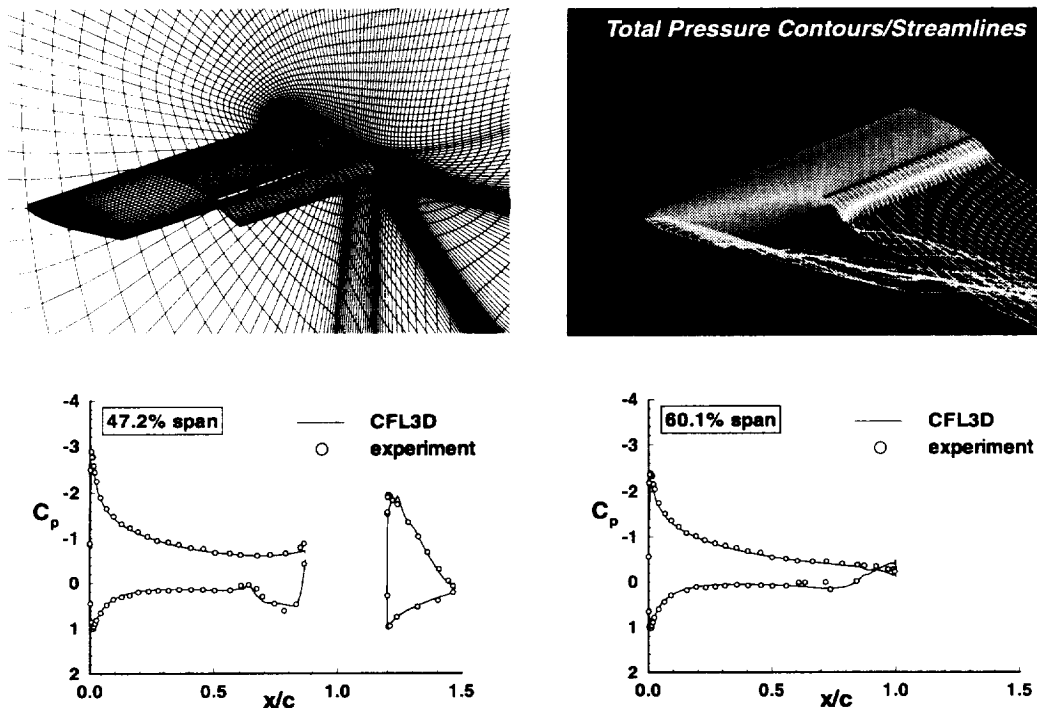 Total Pressure Contours/Streamlines
47.2% span
CFL3D
experiment
-4
-3
-2
-1
0
1
2
Cp
0.0
0.5
1.0
1.5
x/c
60.1% span
CFL3D
experiment
-4
-3
-2
-1
0
1
2
Cp
0.0
0.5
1.0
1.5
x/c